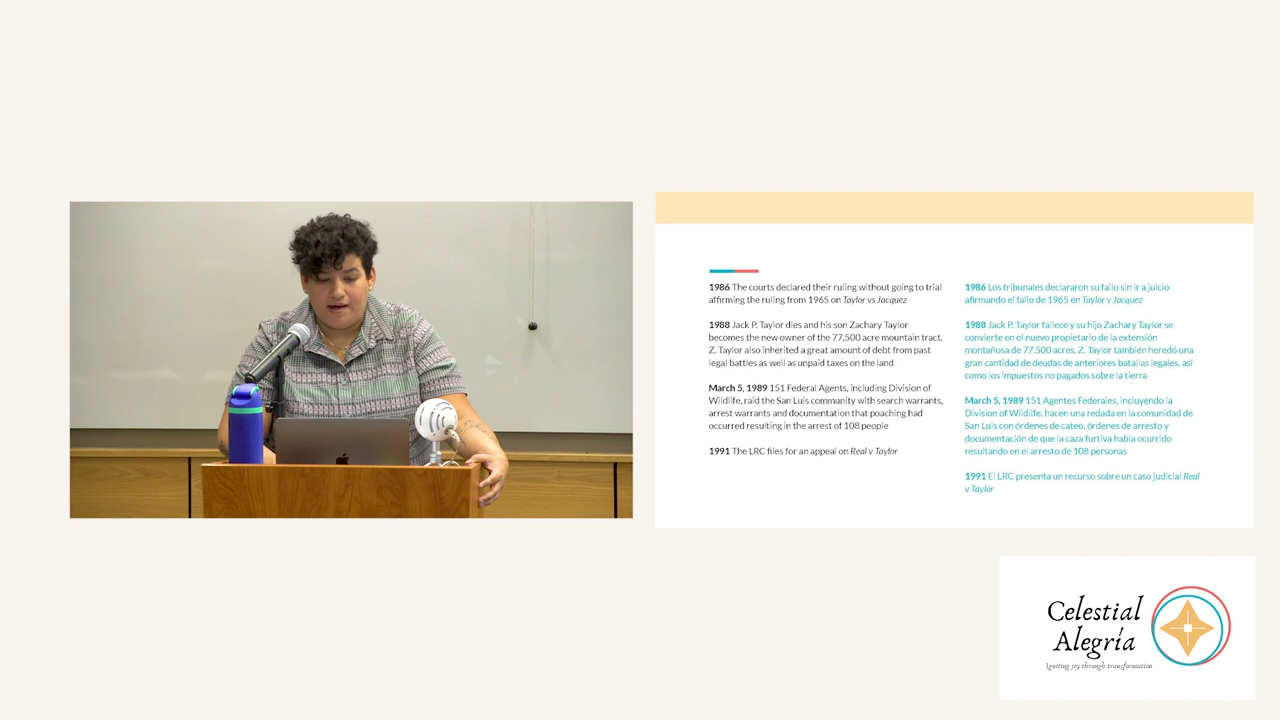 1986 The courts declared their ruling without going to trial
affirming the ruling from 1965 on Taylor vs Jacquez
1988 Jack P. Taylor dies and his son Zachary Taylor
becomes the new owner of the 77,500 acre mountain tract.
Z. Taylor also inherited a great amount of debt from past
legal battles as well as unpaid taxes on the land
March 5, 1989 151 Federal Agents, including Division of
Wildlife, raid the San Luis community with search warrants,
arrest warrants and documentation that poaching had
occurred resulting in the arrest of 108 people
1991 The LRC files for an appeal on Real v Taylor
1986 Los tribunales declararon su fallo sin ir a juicio
afirmando el fallo de 1965 en Taylor v Jacquez
1988 Jack P. Taylor fallece y su hijo Zachary Taylor se
convierte en el nuevo propietario de la extensión
montañosa de 77.500 acres. Z. Taylor también heredó una
gran cantidad de deudas de anteriores batallas legales, así
como los impuestos no pagados sobre la tierra
March 5, 1989 151 Agentes Federales, incluyendo la
Division of Wildlife, hacen una redada en la comunidad de
San Luis con órdenes de cateo, órdenes de arresto y
documentación de que la caza furtiva había ocurrido
resultando en el arresto de 108 personas
1991 El LRC presenta un recurso sobre un caso judicial Real
v Taylor
Celestial
Alegría
Igniting joy through transformation